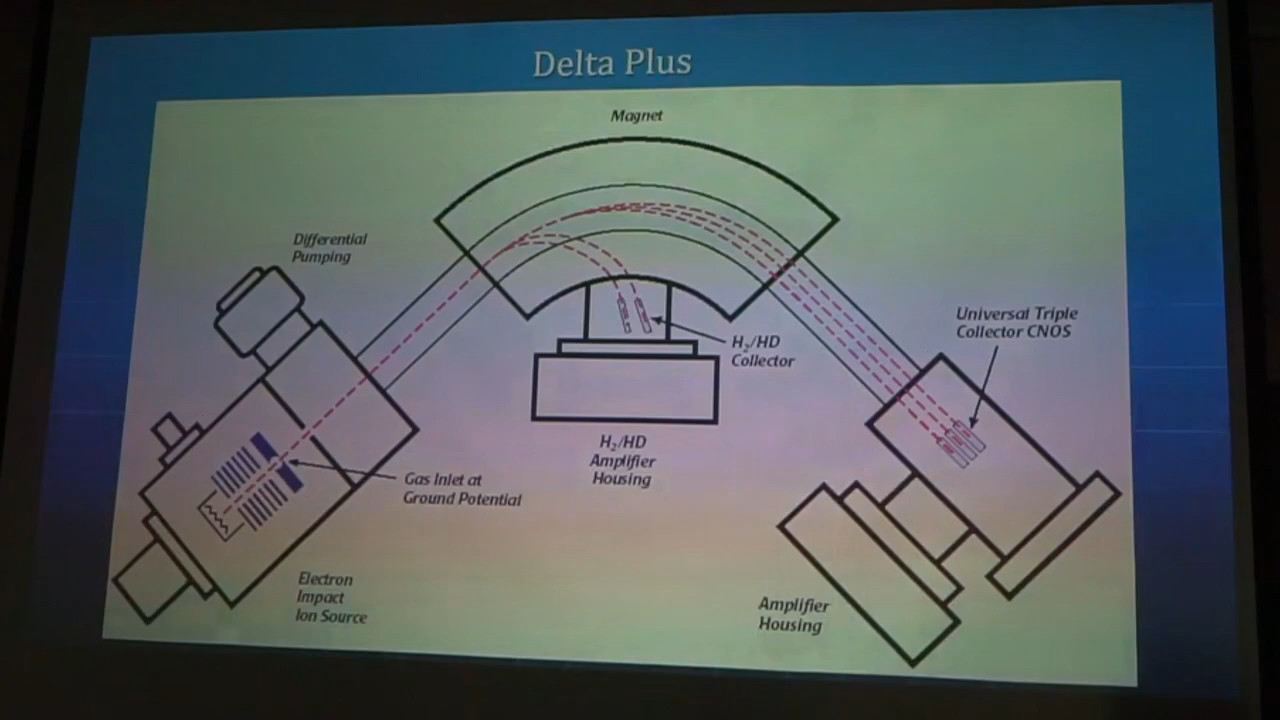 Delta Plus
Magnet
Differential
Pumping
Universal Triple
Collector CNOS
H₂/HD
Collector
H₂/HD
Amplifier
Housing
Gas Inlet at
Ground Potential
Electron
Impact
Ion Source
Amplifier
Housing